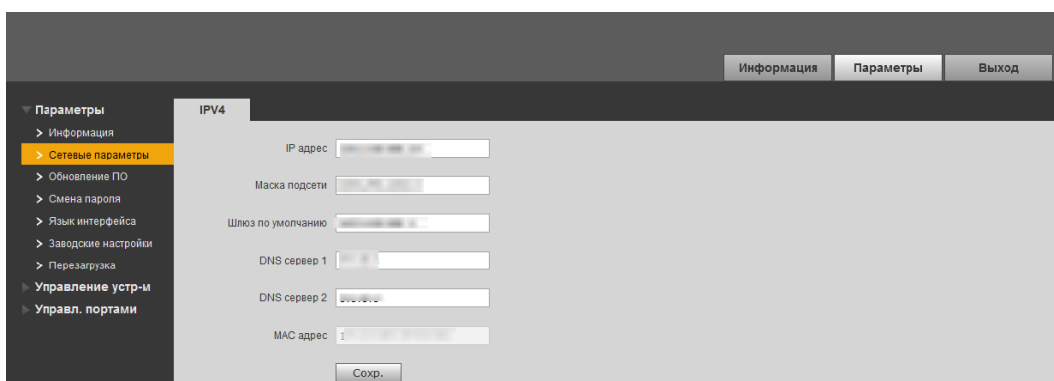 Информация Параметры Выход
Параметры
Информация
Сетевые параметры
Обновление ПО
Смена пароля
Язык интерфейса
Заводские настройки
Перезагрузка
Управление устр-и
Управл. портами
IPV4
IP адрес
Маска подсети
Шлюз по умолчанию
DNS сервер 1
DNS сервер 2
MAC адрес
Сохр.